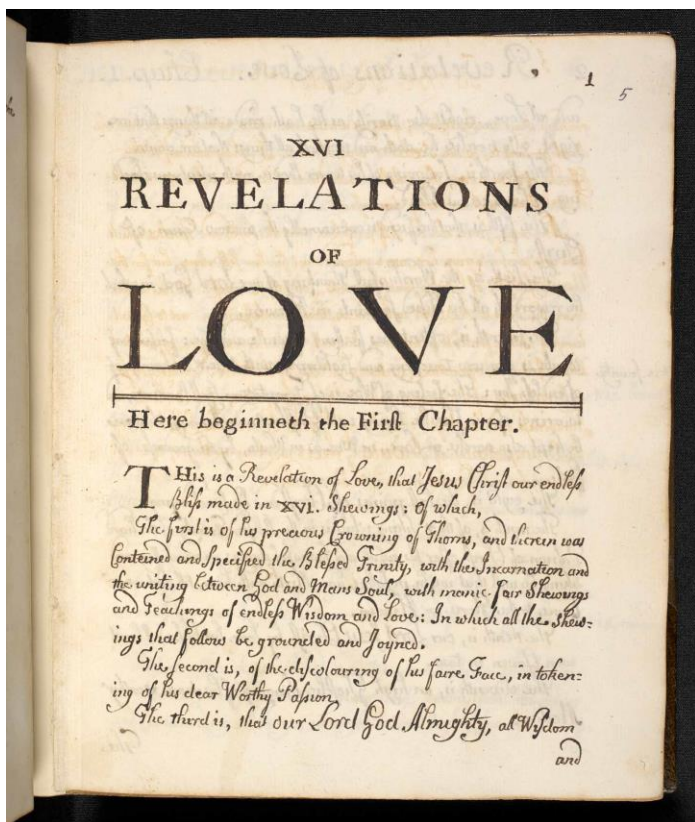 1
5
XVI
REVELATIONS
OF
LOVE
Here beginneth the First Chapter.
THis is a Revelation of Love, that Jesus Christ our endless
Bliss made in XVI. Shewings: Of which,
The first is of his precious Crowning of Thorns, and therein was
Conteined and specified the Blessed Trinity, with the Incarnation and
the uniting between God and Mans Soul, with manie fair Shewings
and Teachings of endless Wisdom and Love: In which all the Shew:
ings that follow be grounded and Joyned.
The second is, of the discolouring of his faire Face, in token:
ing of his dear Worthy Passion
The therd is, that our Lord God Almighty, all Wisdom
and